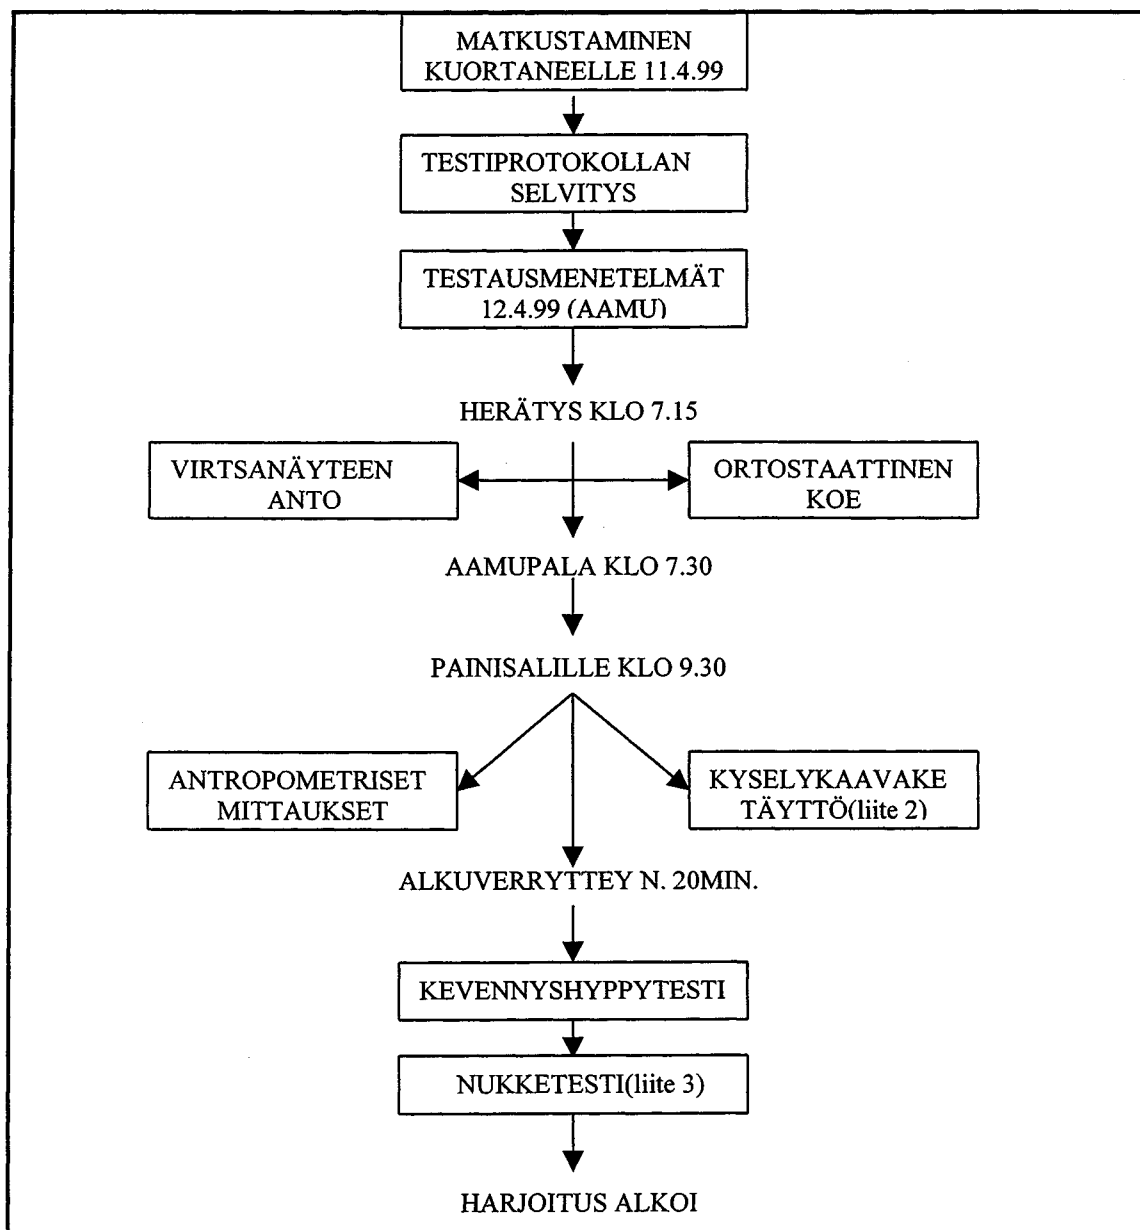 MATKUSTAMINEN
KUORTANEELLE 11.4.99
TESTIPROTOKOLLAN
SELVITYS
TESTAUSMENETELMÄT
12.4.99 (AAMU)
HERÄTYS KLO 7.15
VIRTSANÄYTEEN
ANTO
ORTOSTAATTINEN
KOE
AAMUPALA KLO 7.30
PAINISALILLE KLO 9.30
ANTROPOMETRISET
MITTAUKSET
KYSELYKAAVAKE
TÄYTTÖ(liite 2)
ALKUVERRYTTEY N. 20MIN.
KEVENNYSHYPPYTESTI
NUKKETESTI(liite 3)
HARJOITUS ALKOI